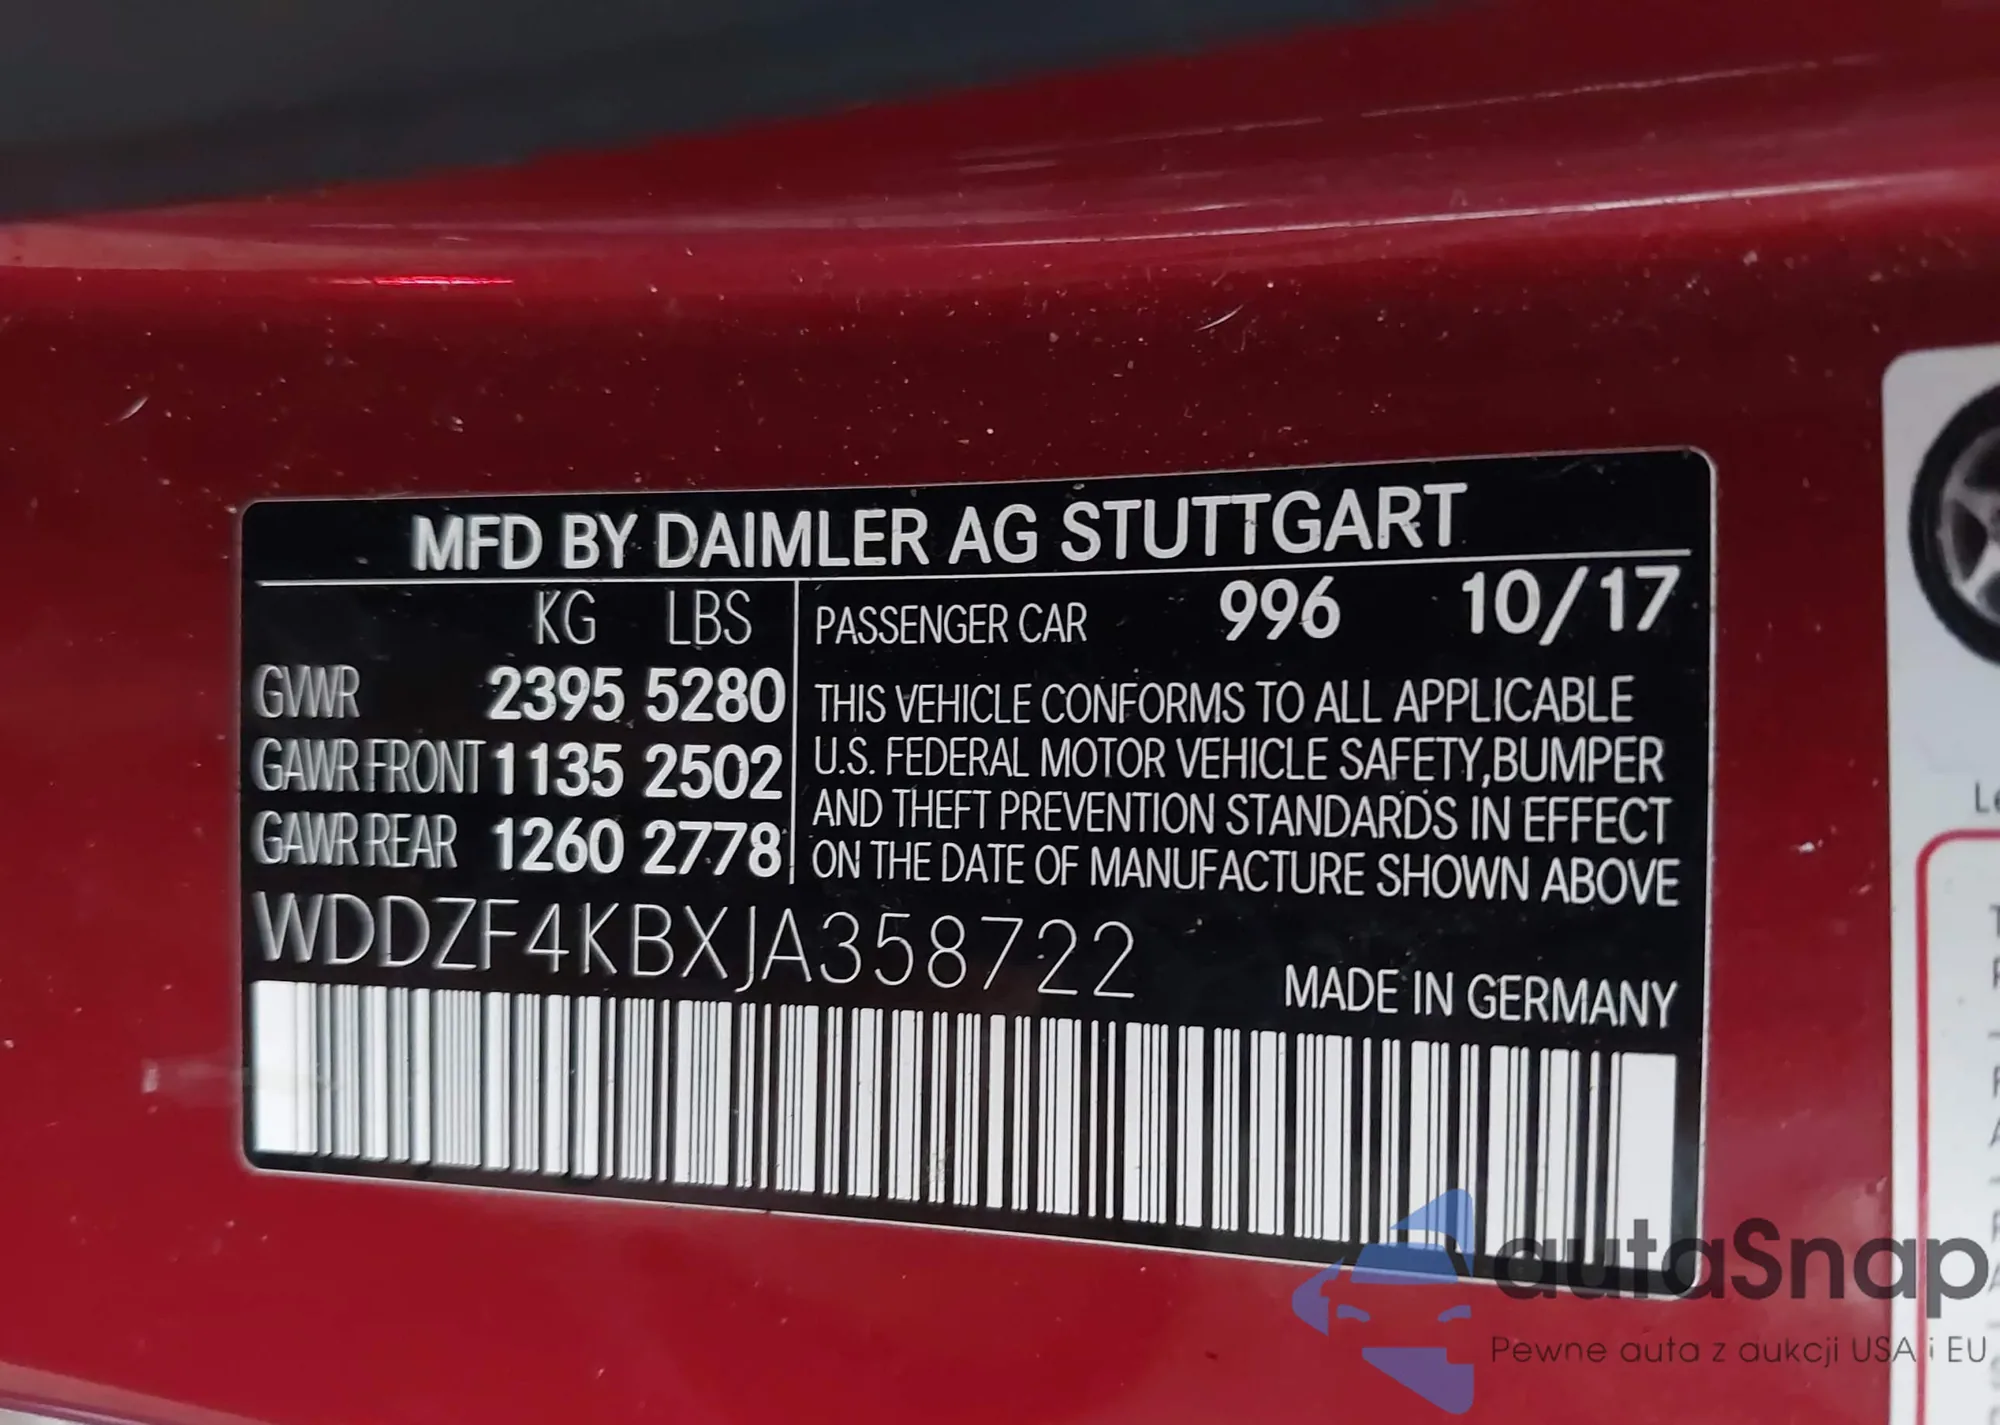 MFD BY DAIMLER AG STUTTGART
KG LBS
GVWR 2395 5280
GAWR FRONT 1135 2502
GAWR REAR 1260 2778
PASSENGER CAR 996 10/17
THIS VEHICLE CONFORMS TO ALL APPLICABLE
U.S. FEDERAL MOTOR VEHICLE SAFETY,BUMPER
AND THEFT PREVENTION STANDARDS IN EFFECT
ON THE DATE OF MANUFACTURE SHOWN ABOVE
WDDZF4KBXJA358722
MADE IN GERMANY
autaSnap
Pewne auta z aukcji USA i EU